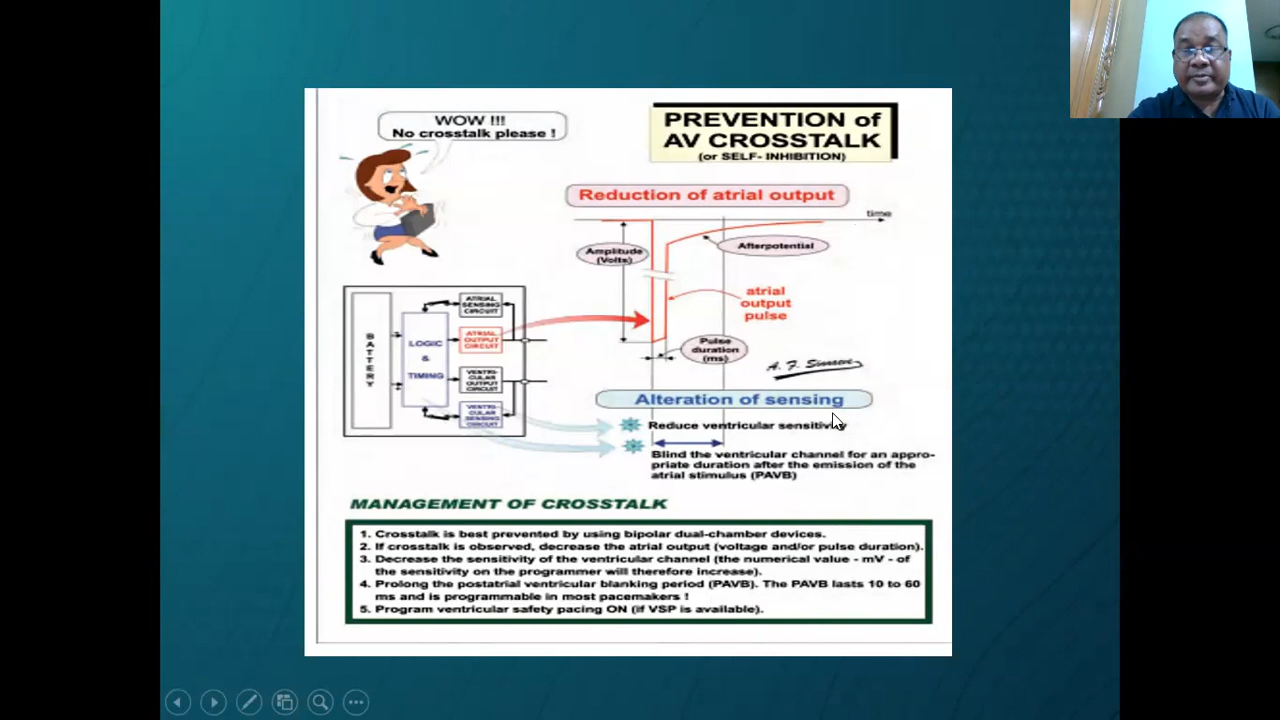 WOW !!!
No crosstalk please !
PREVENTION of
AV CROSSTALK
(or SELF- INHIBITION)
Reduction of atrial output
time
Amplitude
(Volts)
Afterpotential
atrial
output
pulse
Pulse
duration
(ms)
BATTERY
LOGIC
&
TIMING
ATRIAL
SENSING
CIRCUIT
ATRIAL
OUTPUT
CIRCUIT
VENTRI-
CULAR
OUTPUT
CIRCUIT
VENTRI-
CULAR
SENSING
CIRCUIT
A. F. Sinnaeve
Alteration of sensing
Reduce ventricular sensitivity
Blind the ventricular channel for an appro-
priate duration after the emission of the
atrial stimulus (PAVB)
MANAGEMENT OF CROSSTALK
1. Crosstalk is best prevented by using bipolar dual-chamber devices.
2. If crosstalk is observed, decrease the atrial output (voltage and/or pulse duration).
3. Decrease the sensitivity of the ventricular channel (the numerical value - mV - of
the sensitivity on the programmer will therefore increase).
4. Prolong the postatrial ventricular blanking period (PAVB). The PAVB lasts 10 to 60
ms and is programmable in most pacemakers !
5. Program ventricular safety pacing ON (if VSP is available).